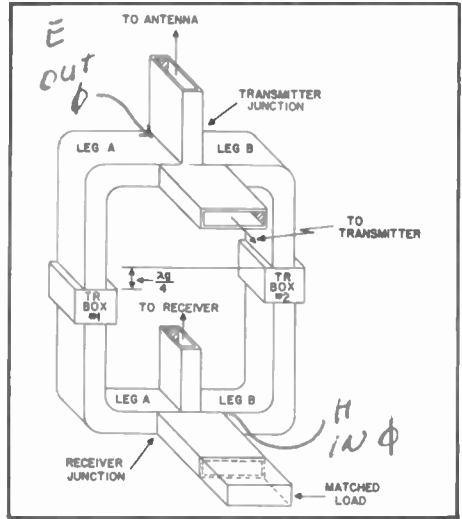 TO ANTENNA
Ē
OUT
φ
TRANSMITTER
JUNCTION
LEG A
LEG B
TO
TRANSMITTER
λg
4
TR
BOX
#1
TR
BOX
#2
TO RECEIVER
LEG A
LEG B
H
IN φ
RECEIVER
JUNCTION
MATCHED
LOAD